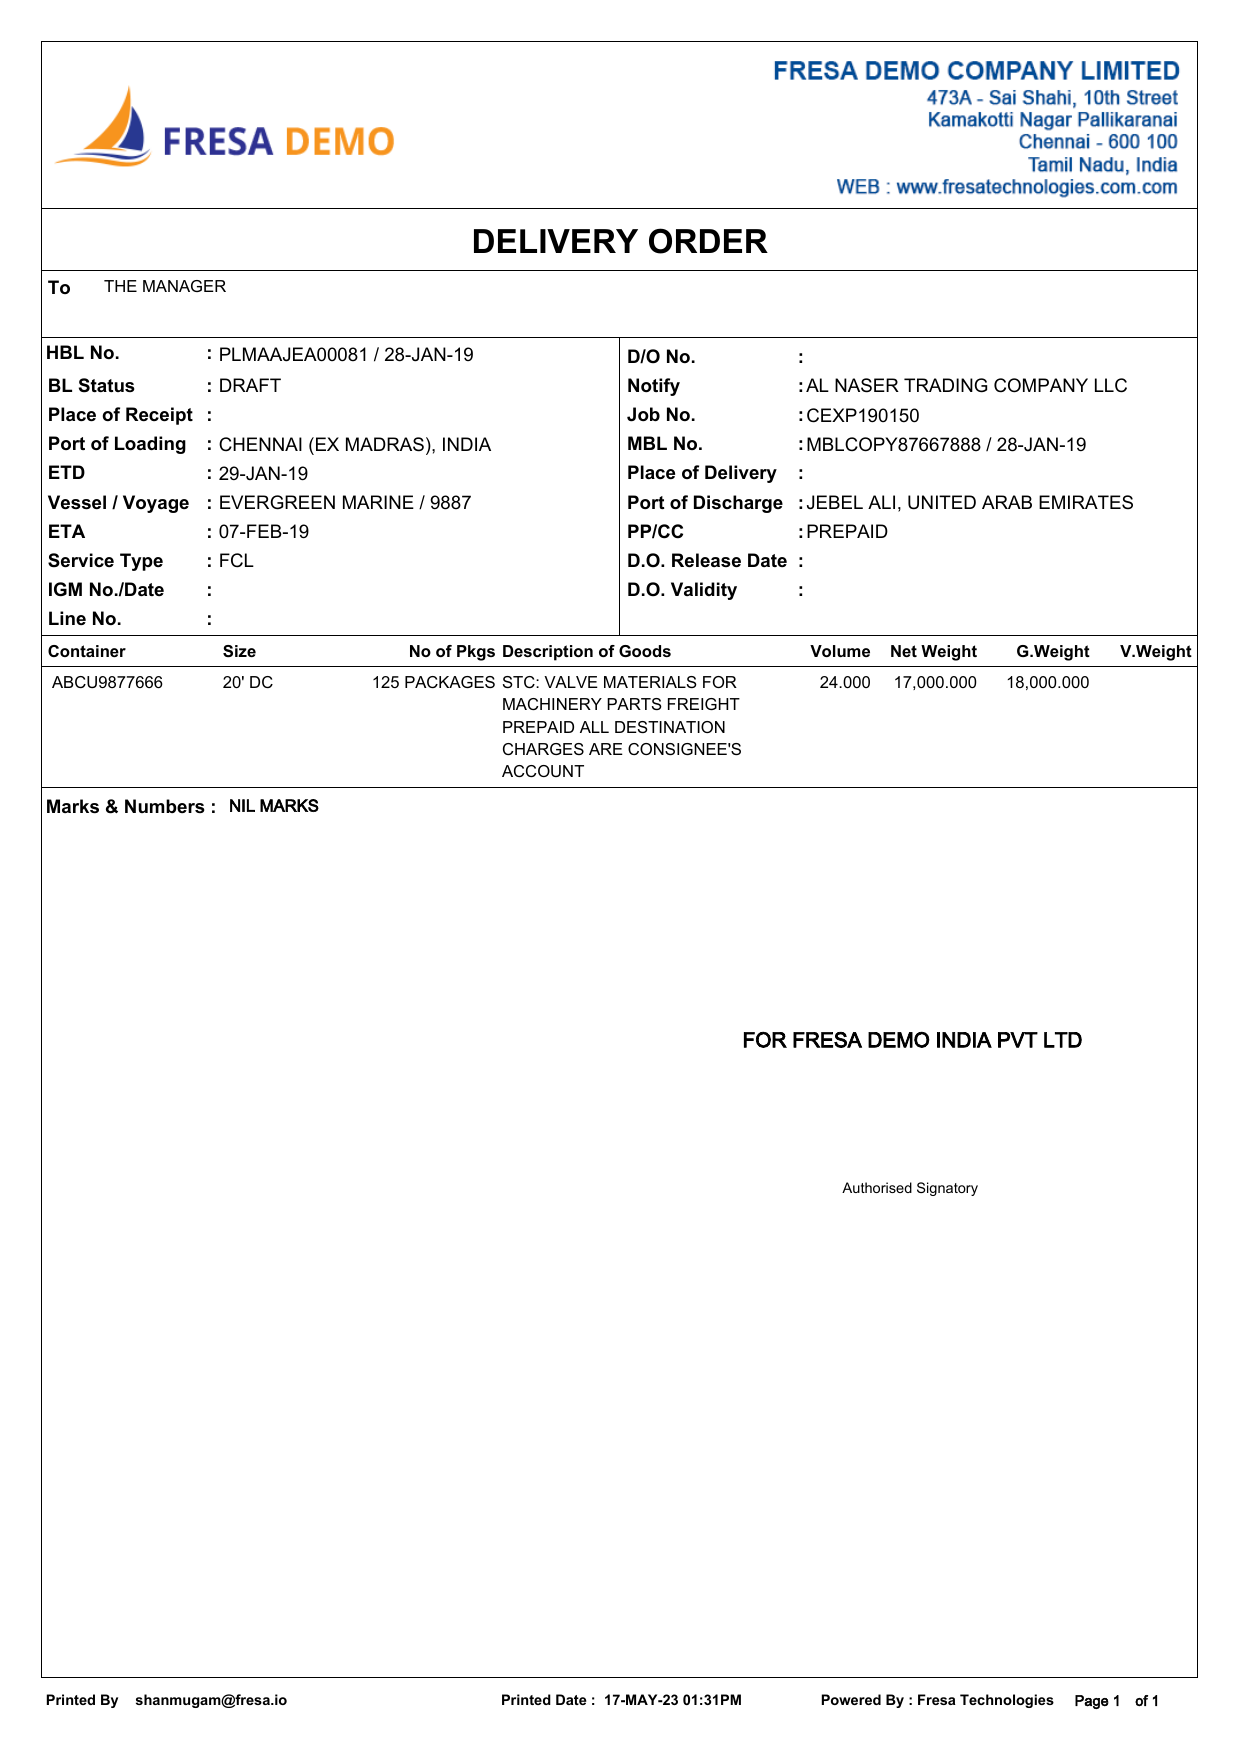 FRESA DEMO
FRESA DEMO COMPANY LIMITED
473A - Sai Shahi, 10th Street
Kamakotti Nagar Pallikaranai
Chennai - 600 100
Tamil Nadu, India
WEB : www.fresatechnologies.com.com
DELIVERY ORDER
To THE MANAGER
HBL No. : PLMAAJEA00081 / 28-JAN-19
BL Status : DRAFT
Place of Receipt :
Port of Loading : CHENNAI (EX MADRAS), INDIA
ETD : 29-JAN-19
Vessel / Voyage : EVERGREEN MARINE / 9887
ETA : 07-FEB-19
Service Type : FCL
IGM No./Date :
Line No. :
D/O No. :
Notify : AL NASER TRADING COMPANY LLC
Job No. : CEXP190150
MBL No. : MBLCOPY87667888 / 28-JAN-19
Place of Delivery :
Port of Discharge : JEBEL ALI, UNITED ARAB EMIRATES
PP/CC : PREPAID
D.O. Release Date :
D.O. Validity :
Container Size No of Pkgs Description of Goods Volume Net Weight G.Weight V.Weight
ABCU9877666 20' DC 125 PACKAGES STC: VALVE MATERIALS FOR 24.000 17,000.000 18,000.000
MACHINERY PARTS FREIGHT
PREPAID ALL DESTINATION
CHARGES ARE CONSIGNEE'S
ACCOUNT
Marks & Numbers : NIL MARKS
FOR FRESA DEMO INDIA PVT LTD
Authorised Signatory
Printed By shanmugam@fresa.io Printed Date : 17-MAY-23 01:31PM Powered By : Fresa Technologies Page 1 of 1